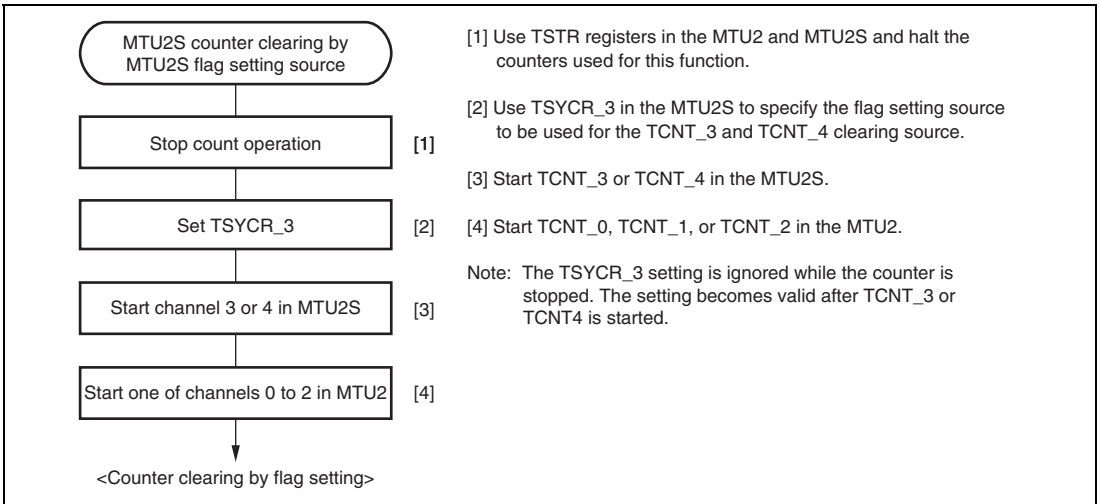 MTU2S counter clearing by
MTU2S flag setting source
Stop count operation
[1]
Set TSYCR_3
[2]
Start channel 3 or 4 in MTU2S
[3]
Start one of channels 0 to 2 in MTU2
[4]
<Counter clearing by flag setting>
[1] Use TSTR registers in the MTU2 and MTU2S and halt the
counters used for this function.
[2] Use TSYCR_3 in the MTU2S to specify the flag setting source
to be used for the TCNT_3 and TCNT_4 clearing source.
[3] Start TCNT_3 or TCNT_4 in the MTU2S.
[4] Start TCNT_0, TCNT_1, or TCNT_2 in the MTU2.
Note: The TSYCR_3 setting is ignored while the counter is
stopped. The setting becomes valid after TCNT_3 or
TCNT4 is started.